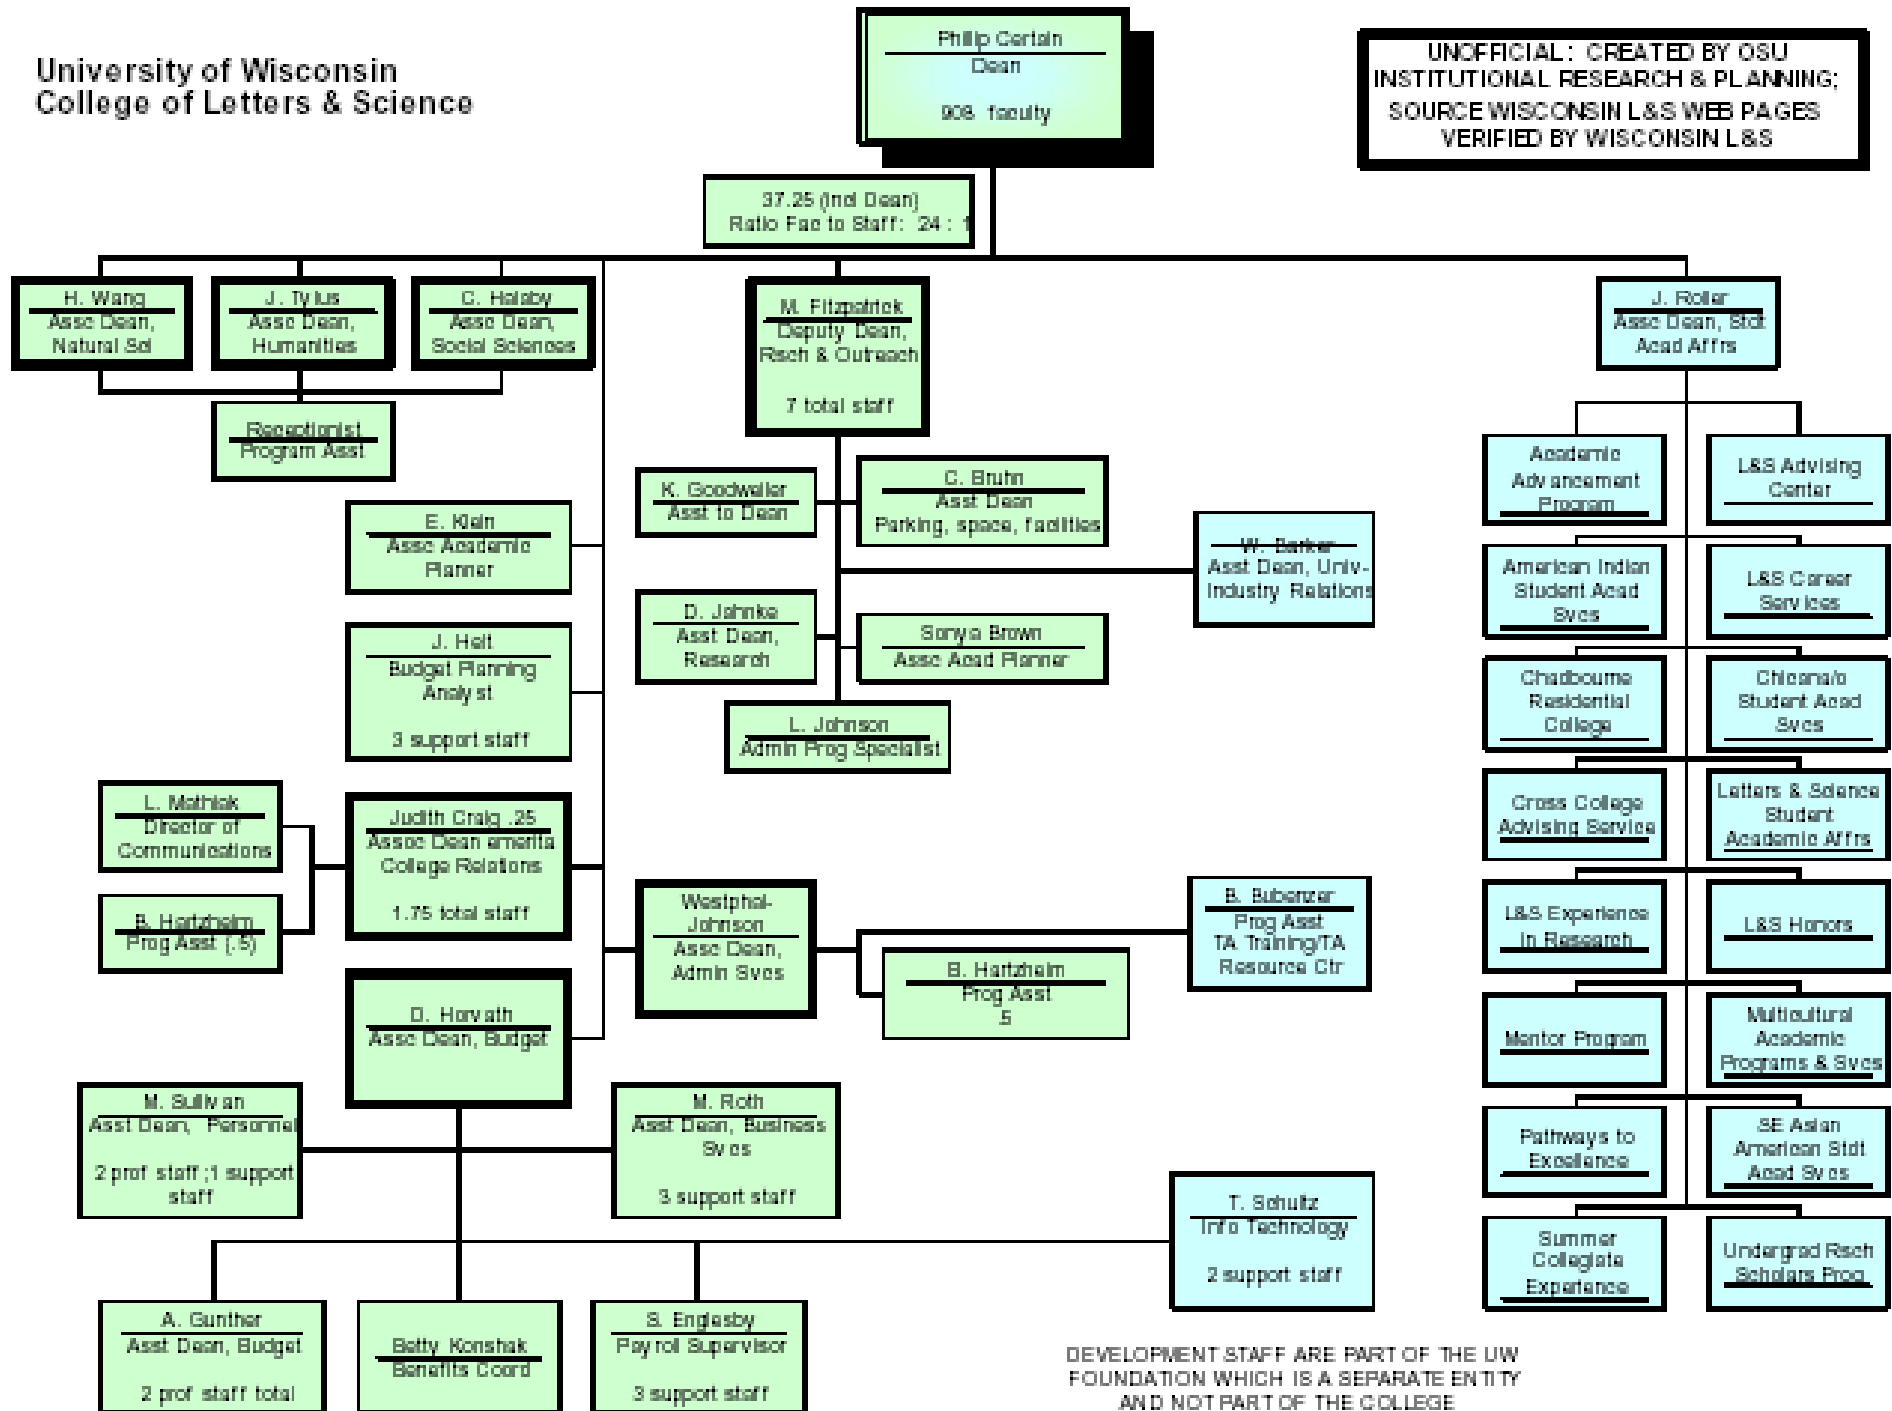 University of Wisconsin
College of Letters & Science
Phillip Certain
Dean
908 faculty
UNOFFICIAL: CREATED BY OSU
INSTITUTIONAL RESEARCH & PLANNING;
SOURCE WISCONSIN L&S WEB PAGES
VERIFIED BY WISCONSIN L&S
37.25 (Incl Dean)
Ratio Fac to Staff: 24 : 1
H. Wang
Assc Dean,
Natural Sci
J. Tylus
Assc Dean,
Humanities
C. Halaby
Assc Dean,
Social Sciences
M. Fitzpatrick
Deputy Dean,
Rsch & Outreach
7 total staff
J. Roller
Assc Dean, Stdt
Acad Affrs
Receptionist
Program Asst
K. Goodweiler
Asst to Dean
C. Bruhn
Asst Dean
Parking, space, facilities
E. Klein
Assc Academic
Planner
W. Barker
Asst Dean, Univ-
Industry Relations
D. Jahnke
Asst Dean,
Research
Sonya Brown
Assc Acad Planner
J. Helt
Budget Planning
Analyst
3 support staff
L. Johnson
Admin Prog Specialist
L. Mathiak
Director of
Communications
Judith Craig .25
Assoc Dean emerita
College Relations
1.75 total staff
B. Hartzheim
Prog Asst (.5)
Westphal-
Johnson
Assc Dean,
Admin Svcs
B. Bubenzer
Prog Asst
TA Training/TA
Resource Ctr
B. Hartzheim
Prog Asst
.5
D. Horvath
Assc Dean, Budget
M. Sullivan
Asst Dean, Personnel
2 prof staff;1 support
staff
M. Roth
Asst Dean, Business
Svcs
3 support staff
T. Schultz
Info Technology
2 support staff
A. Gunther
Asst Dean, Budget
2 prof staff total
Betty Konshak
Benefits Coord
S. Englesby
Payroll Supervisor
3 support staff
Academic
Advancement
Program
L&S Advising
Center
American Indian
Student Acad
Svcs
L&S Career
Services
Chadbourne
Residential
College
Chicana/o
Student Acad
Svcs
Cross College
Advising Service
Letters & Science
Student
Academic Affrs
L&S Experience
in Research
L&S Honors
Mentor Program
Multicultural
Academic
Programs & Svcs
Pathways to
Excellence
SE Asian
American Stdt
Acad Svcs
Summer
Collegiate
Experience
Undergrad Rsch
Scholars Prog
DEVELOPMENT STAFF ARE PART OF THE UW
FOUNDATION WHICH IS A SEPARATE ENTITY
AND NOT PART OF THE COLLEGE